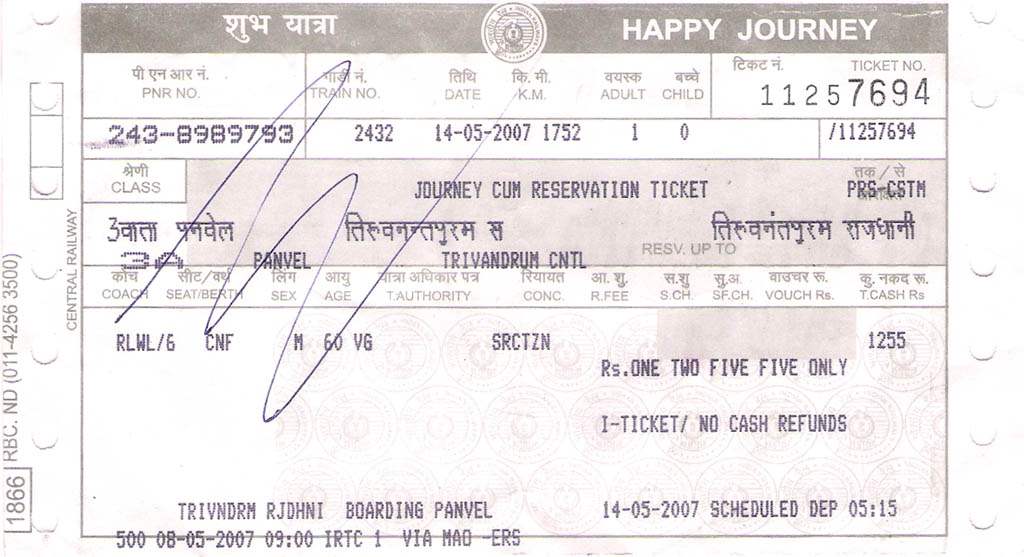 शुभ यात्रा HAPPY JOURNEY
पी एन आर नं. गाड़ी नं. तिथि कि. मी. वयस्क बच्चे टिकट नं. TICKET NO.
PNR NO. TRAIN NO. DATE K.M. ADULT CHILD 11257694
243-8989793 2432 14-05-2007 1752 1 0 /11257694
श्रेणी तक / से
CLASS JOURNEY CUM RESERVATION TICKET PRS-CSTM
3वाता पनवेल तिरुवनन्तपुरम स तिरुवनंतपुरम राजधानी
RESV. UP TO
3A PANVEL TRIVANDRUM CNTL
कोच सीट/बर्थ लिंग आयु यात्रा अधिकार पत्र रियायत आ. शु. स.शु सु.अ. वाउचर रू. कु. नकद रू.
COACH SEAT/BERTH SEX AGE T.AUTHORITY CONC. R.FEE S.CH. SF.CH. VOUCH Rs. T.CASH Rs
RLWL/6 CNF M 60 VG SRCTZN 1255
Rs.ONE TWO FIVE FIVE ONLY
I-TICKET/ NO CASH REFUNDS
TRIVNDRM RJDHNI BOARDING PANVEL 14-05-2007 SCHEDULED DEP 05:15
500 08-05-2007 09:00 IRTC 1 VIA MAO -ERS
CENTRAL RAILWAY
1866 RBC. ND (011-4256 3500)